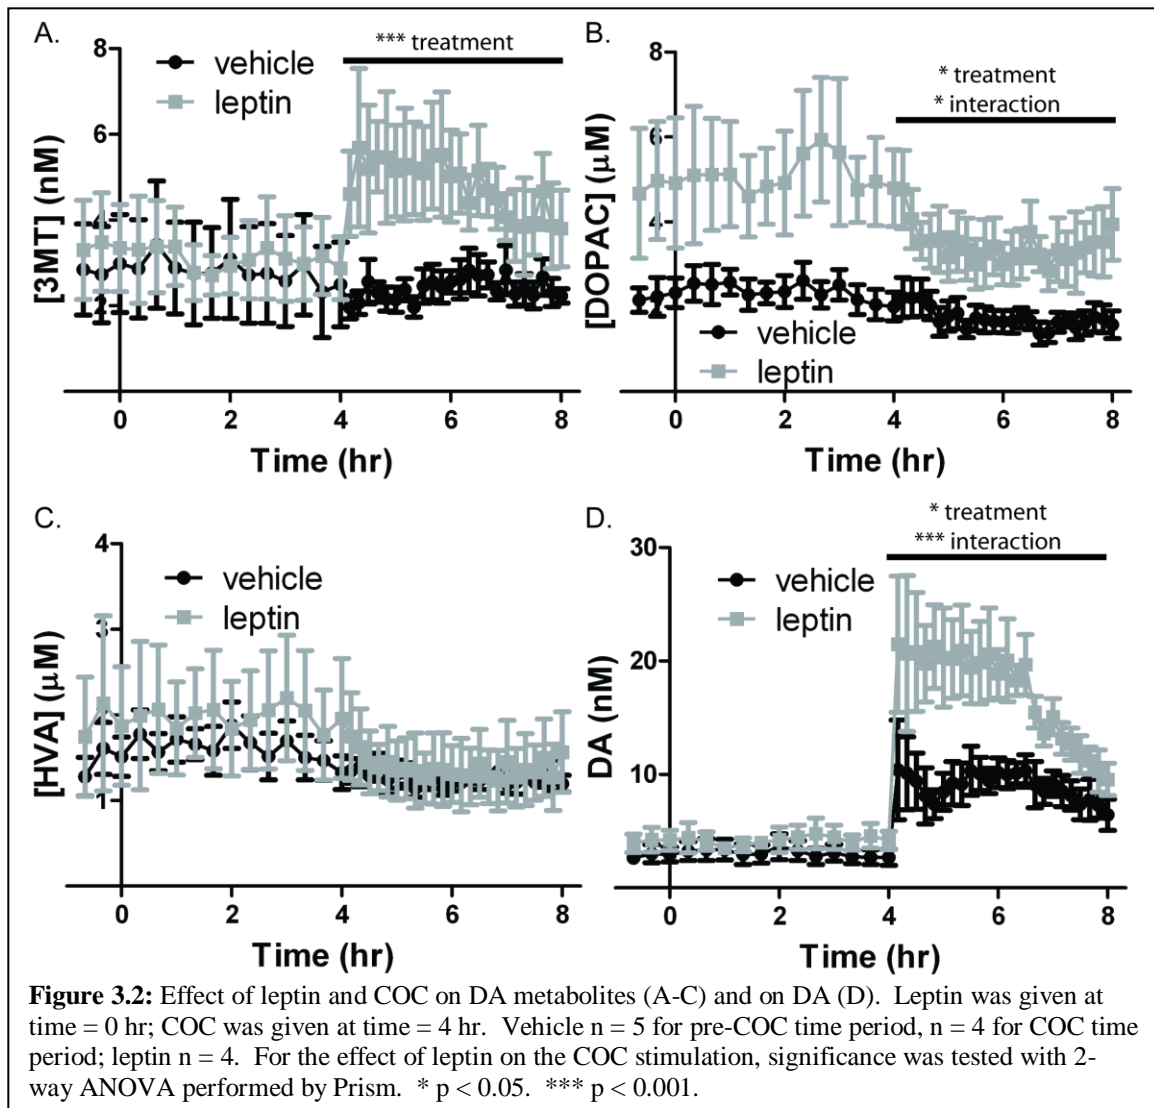 A.
*** treatment
vehicle
leptin
8
6
4
2
[3MT] (nM)
0 2 4 6 8
Time (hr)
B.
* treatment
* interaction
8
6
4
[DOPAC] (μM)
vehicle
leptin
0 2 4 6 8
Time (hr)
C.
vehicle
leptin
4
3
1
[HVA] (μM)
0 2 4 6 8
Time (hr)
D.
* treatment
*** interaction
vehicle
leptin
30
20
10
DA (nM)
0 2 4 6 8
Time (hr)
Figure 3.2: Effect of leptin and COC on DA metabolites (A-C) and on DA (D). Leptin was given at
time = 0 hr; COC was given at time = 4 hr. Vehicle n = 5 for pre-COC time period, n = 4 for COC time
period; leptin n = 4. For the effect of leptin on the COC stimulation, significance was tested with 2-
way ANOVA performed by Prism. * p < 0.05. *** p < 0.001.